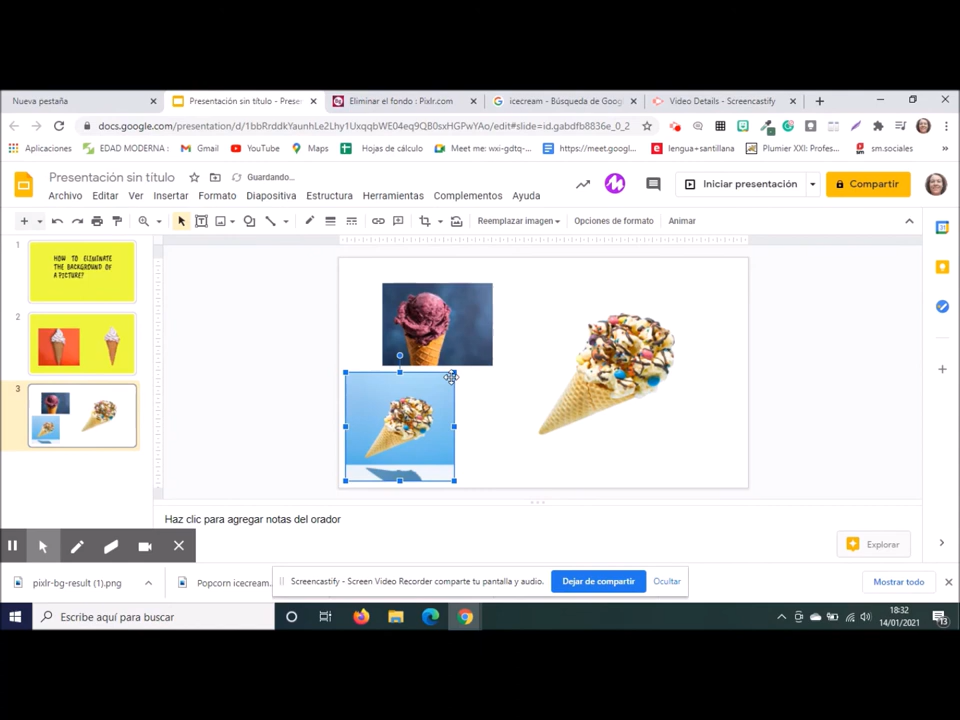 Nueva pestaña
Presentación sin título - Prese
Eliminar el fondo : Pixlr.com
icecream - Búsqueda de Goog
Video Details - Screencastify
docs.google.com/presentation/d/1bbRrddkYaunhLe2Lhy1UxqqbWE04eq9QB0sxHGPwYAo/edit#slide=id.gabdfb8836e_0_2
Aplicaciones
EDAD MODERNA :
Gmail
YouTube
Maps
Hojas de cálculo
Meet me: wxi-gdtq-...
https://meet.googl...
lengua+santillana
Plumier XXI: Profes...
sm.sociales
»
Presentación sin título
Guardando...
Archivo Editar Ver Insertar Formato Diapositiva Estructura Herramientas Complementos Ayuda
Iniciar presentación
Compartir
Reemplazar imagen
Opciones de formato
Animar
1
HOW TO ELIMINATE
THE BACKGROUND OF
A PICTURE?
2
3
Haz clic para agregar notas del orador
Explorar
pixlr-bg-result (1).png
Popcorn icecream.
Screencastify - Screen Video Recorder comparte tu pantalla y audio.
Dejar de compartir
Ocultar
Mostrar todo
Escribe aquí para buscar
18:32
14/01/2021
13